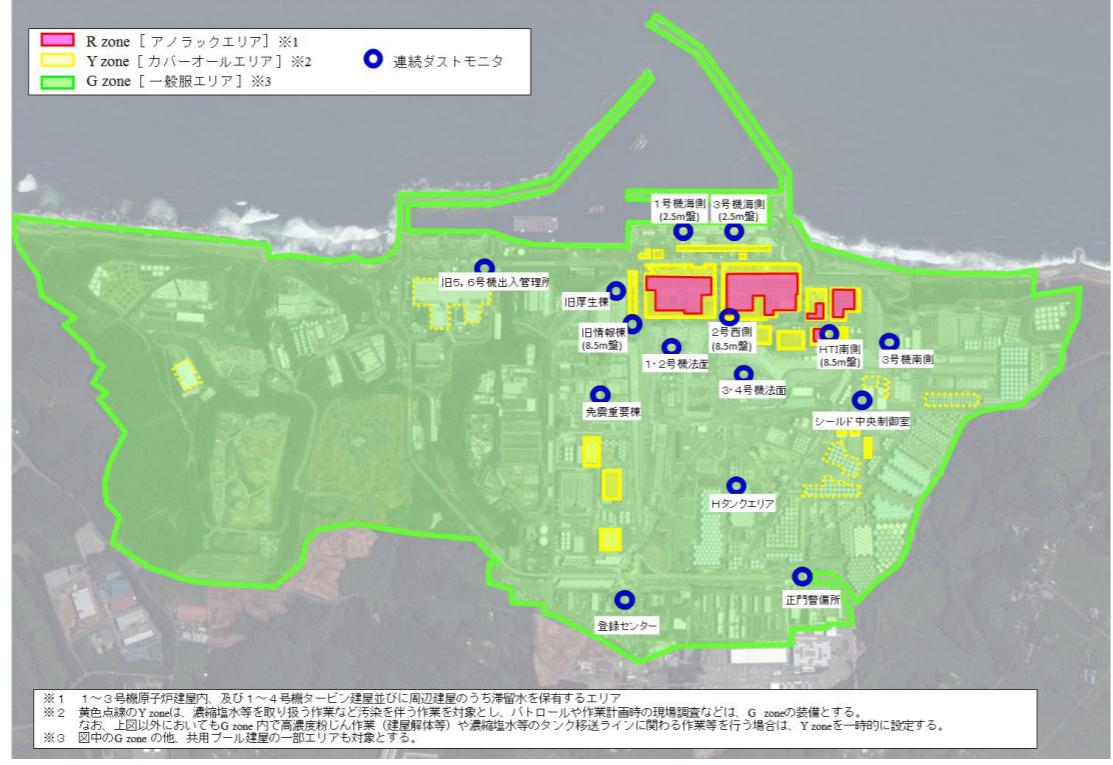 R zone [ アノラックエリア] ※1
Y zone [ カバーオールエリア] ※2
連続ダストモニタ
G zone [ 一般服エリア] ※3
1号機海側
(2.5m盤)
3号機海側
(2.5m盤)
旧5，6号機出入管理所
旧厚生棟
旧情報棟
(8.5m盤)
2号西側
(8.5m盤)
1・2号機法面
HTI南側
(8.5m盤)
3号機南側
3・4号機法面
免震重要棟
シールド中央制御室
Hタンクエリア
正門警備所
登録センター
※1 1～3号機原子炉建屋内、及び1～4号機タービン建屋並びに周辺建屋のうち滞留水を保有するエリア
※2 黄色点線のY zoneは、濃縮塩水等を取り扱う作業など汚染を伴う作業を対象とし、パトロールや作業計画時の現場調査などは、G zoneの装備とする。
なお、上図以外においてもG zone 内で高濃度粉じん作業（建屋解体等）や濃縮塩水等のタンク移送ラインに関わる作業等を行う場合は、Y zoneを一時的に設定する。
※3 図中のG zone の他、共用プール建屋の一部エリアも対象とする。